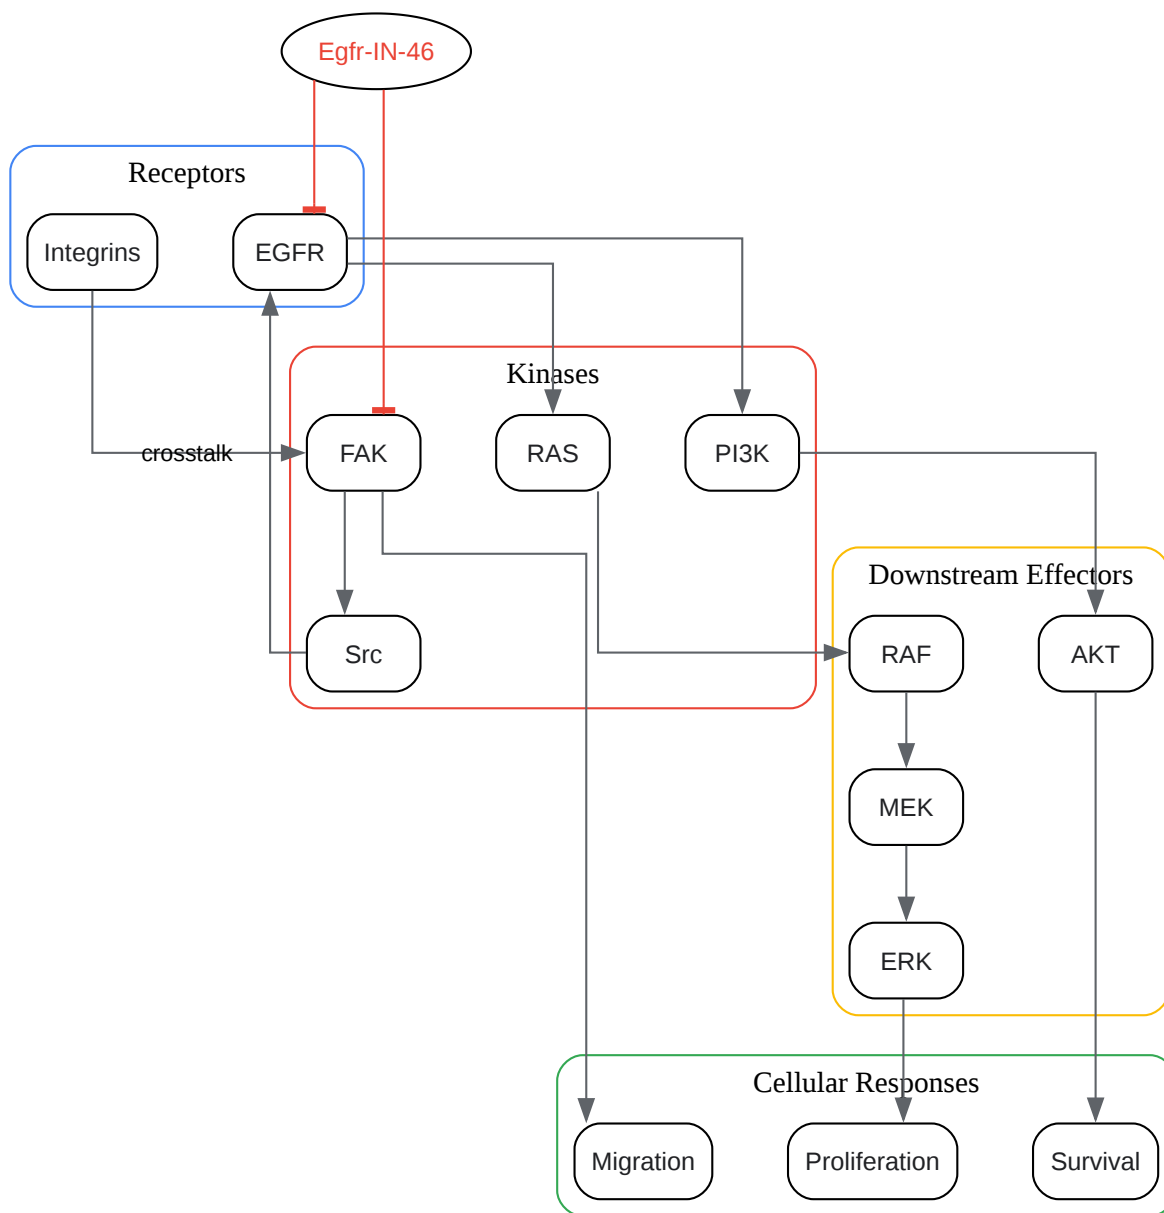 Egfr-IN-46
Receptors
Integrins
EGFR
Kinases
crosstalk
FAK
RAS
PI3K
Downstream Effectors
Src
RAF
AKT
MEK
ERK
Cellular Responses
Migration
Proliferation
Survival